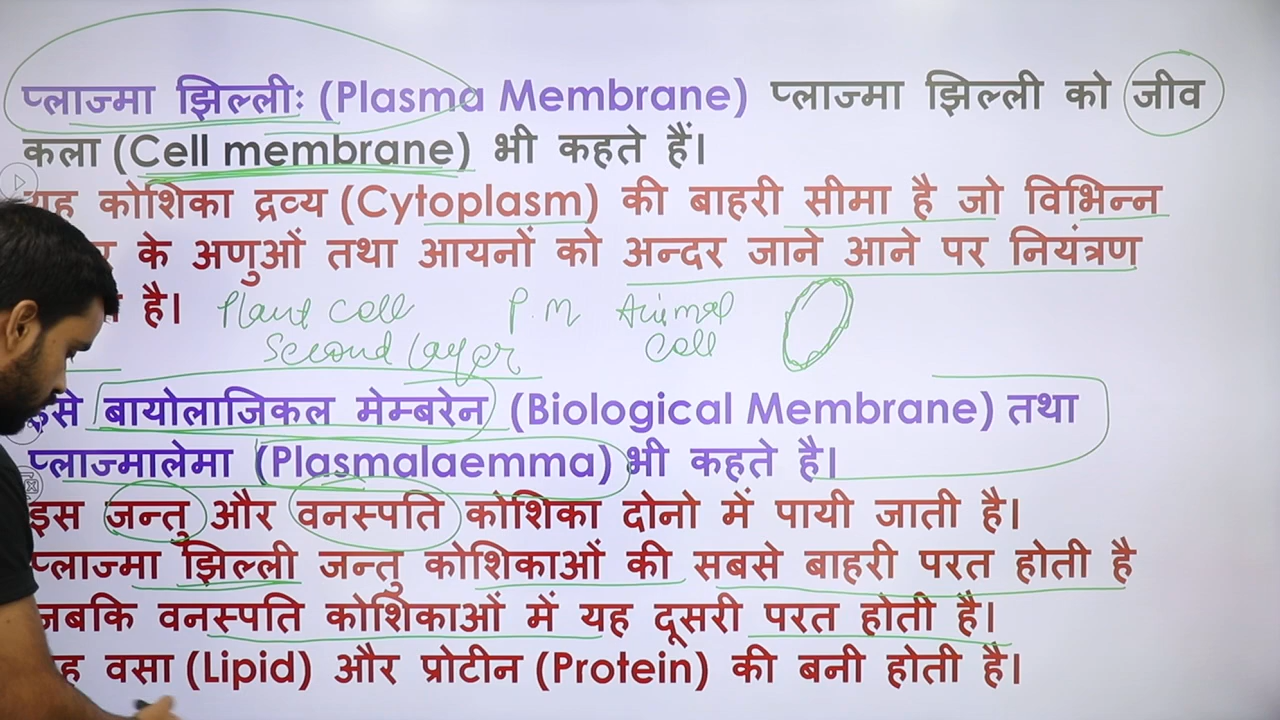 प्लाज्मा झिल्लीः (Plasma Membrane) प्लाज्मा झिल्ली को जीव
कला (Cell membrane) भी कहते हैं।
यह कोशिका द्रव्य (Cytoplasm) की बाहरी सीमा है जो विभिन्न
के अणुओं तथा आयनों को अन्दर जाने आने पर नियंत्रण
है।
Plant cell P.M Animal
Second layer cell
इसे बायोलाजिकल मेम्बरेन (Biological Membrane) तथा
प्लाज्मालेमा (Plasmalaemma) भी कहते है।
इस जन्तु और वनस्पति कोशिका दोनो में पायी जाती है।
प्लाज्मा झिल्ली जन्तु कोशिकाओं की सबसे बाहरी परत होती है
जबकि वनस्पति कोशिकाओं में यह दूसरी परत होती है।
वसा (Lipid) और प्रोटीन (Protein) की बनी होती है।